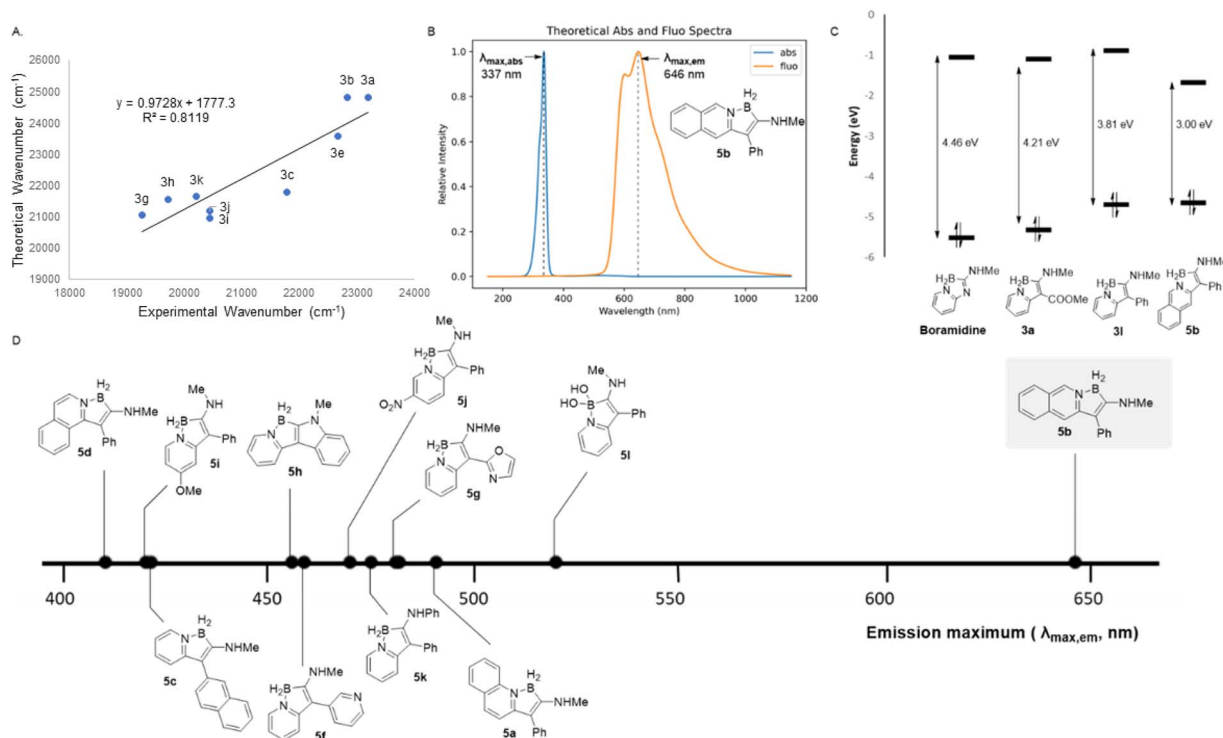 A.
Theoretical Wavenumber (cm⁻¹)
26000
25000
24000
23000
22000
21000
20000
19000
y = 0.9728x + 1777.3
R² = 0.8119
3b 3a
3e
3c
3h 3k
3g 3j
3i
18000 19000 20000 21000 22000 23000 24000
Experimental Wavenumber (cm⁻¹)
B
Theoretical Abs and Fluo Spectra
Relative Intensity
1.0
0.8
0.6
0.4
0.2
0.0
λmax,abs
337 nm
λmax,em
646 nm
abs
fluo
H₂
B
N
NHMe
Ph
5b
200 400 600 800 1000 1200
Wavelength (nm)
C
Energy (eV)
0
-1
-2
-3
-4
-5
-6
4.46 eV
4.21 eV
3.81 eV
3.00 eV
NHMe
H₂B
N
N
Boramidine
NHMe
H₂B
N
COOMe
3a
NHMe
H₂B
N
Ph
3l
NHMe
H₂B
N
Ph
5b
D
H₂
N B
NHMe
Ph
5d
Me
NH
H₂B
N
Ph
OMe
5i
H₂
N B
Me
N
5h
Me
NH
H₂B
N
Ph
O₂N
5j
NHMe
H₂B
N
O
N
5g
Me
NH
HO
HO B
N
Ph
5l
H₂
N B
NHMe
Ph
5b
400 450 500 550 600 650
Emission maximum ( λmax,em, nm)
H₂
N B
NHMe
5c
NHMe
H₂B
N
N
5f
NHPh
H₂B
N
Ph
5k
H₂
N B
NHMe
Ph
5a